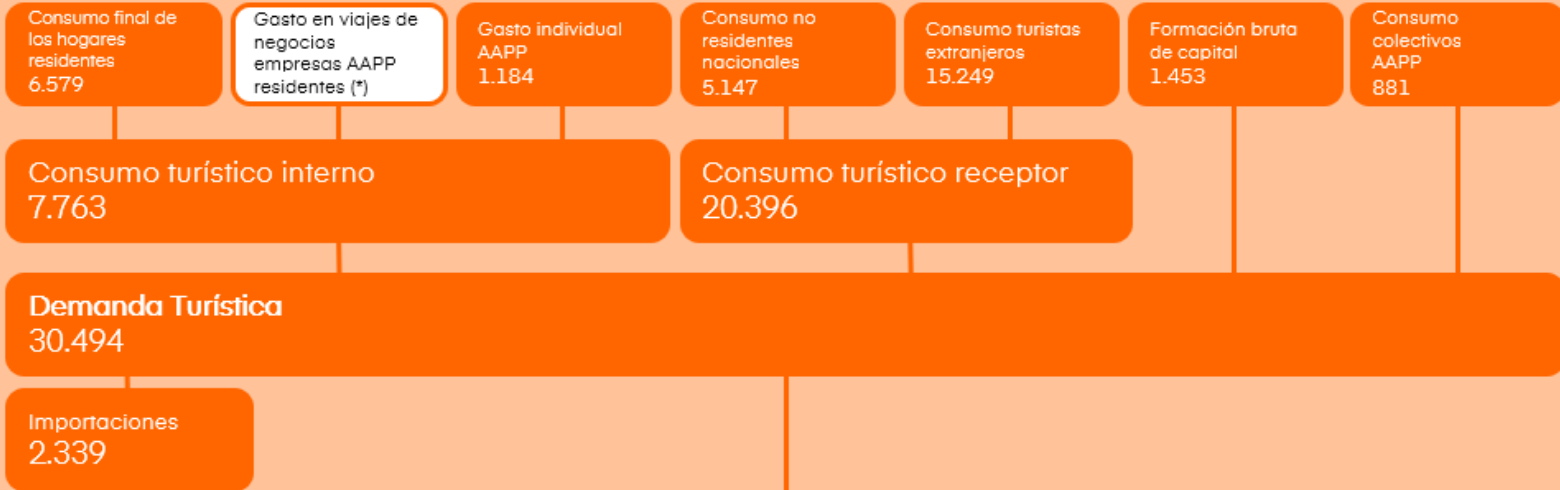 Consumo final de
los hogares
residentes
6.579
Gasto en viajes de
negocios
empresas AAPP
residentes (*)
Gasto individual
AAPP
1.184
Consumo no
residentes
nacionales
5.147
Consumo turistas
extranjeros
15.249
Formación bruta
de capital
1.453
Consumo
colectivos
AAPP
881
Consumo turístico interno
7.763
Consumo turístico receptor
20.396
Demanda Turística
30.494
Importaciones
2.339